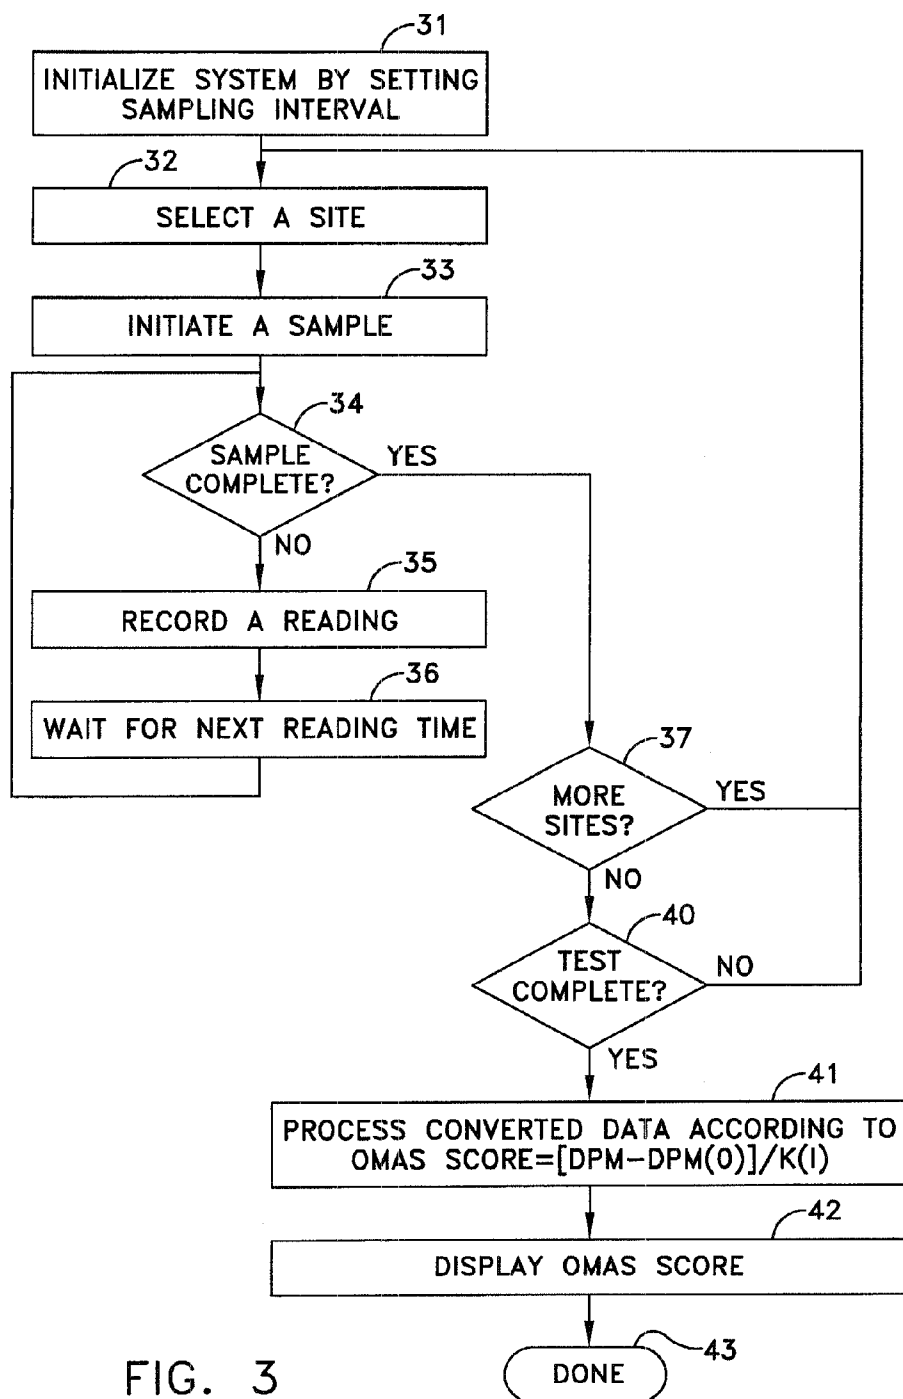 31
INITIALIZE SYSTEM BY SETTING
SAMPLING INTERVAL
32
SELECT A SITE
33
INITIATE A SAMPLE
34
SAMPLE
COMPLETE?
YES
NO
35
RECORD A READING
36
WAIT FOR NEXT READING TIME
37
MORE
SITES?
YES
NO
40
TEST
COMPLETE?
NO
YES
41
PROCESS CONVERTED DATA ACCORDING TO
OMAS SCORE=[DPM-DPM(0)]/K(I)
42
DISPLAY OMAS SCORE
43
DONE
FIG. 3